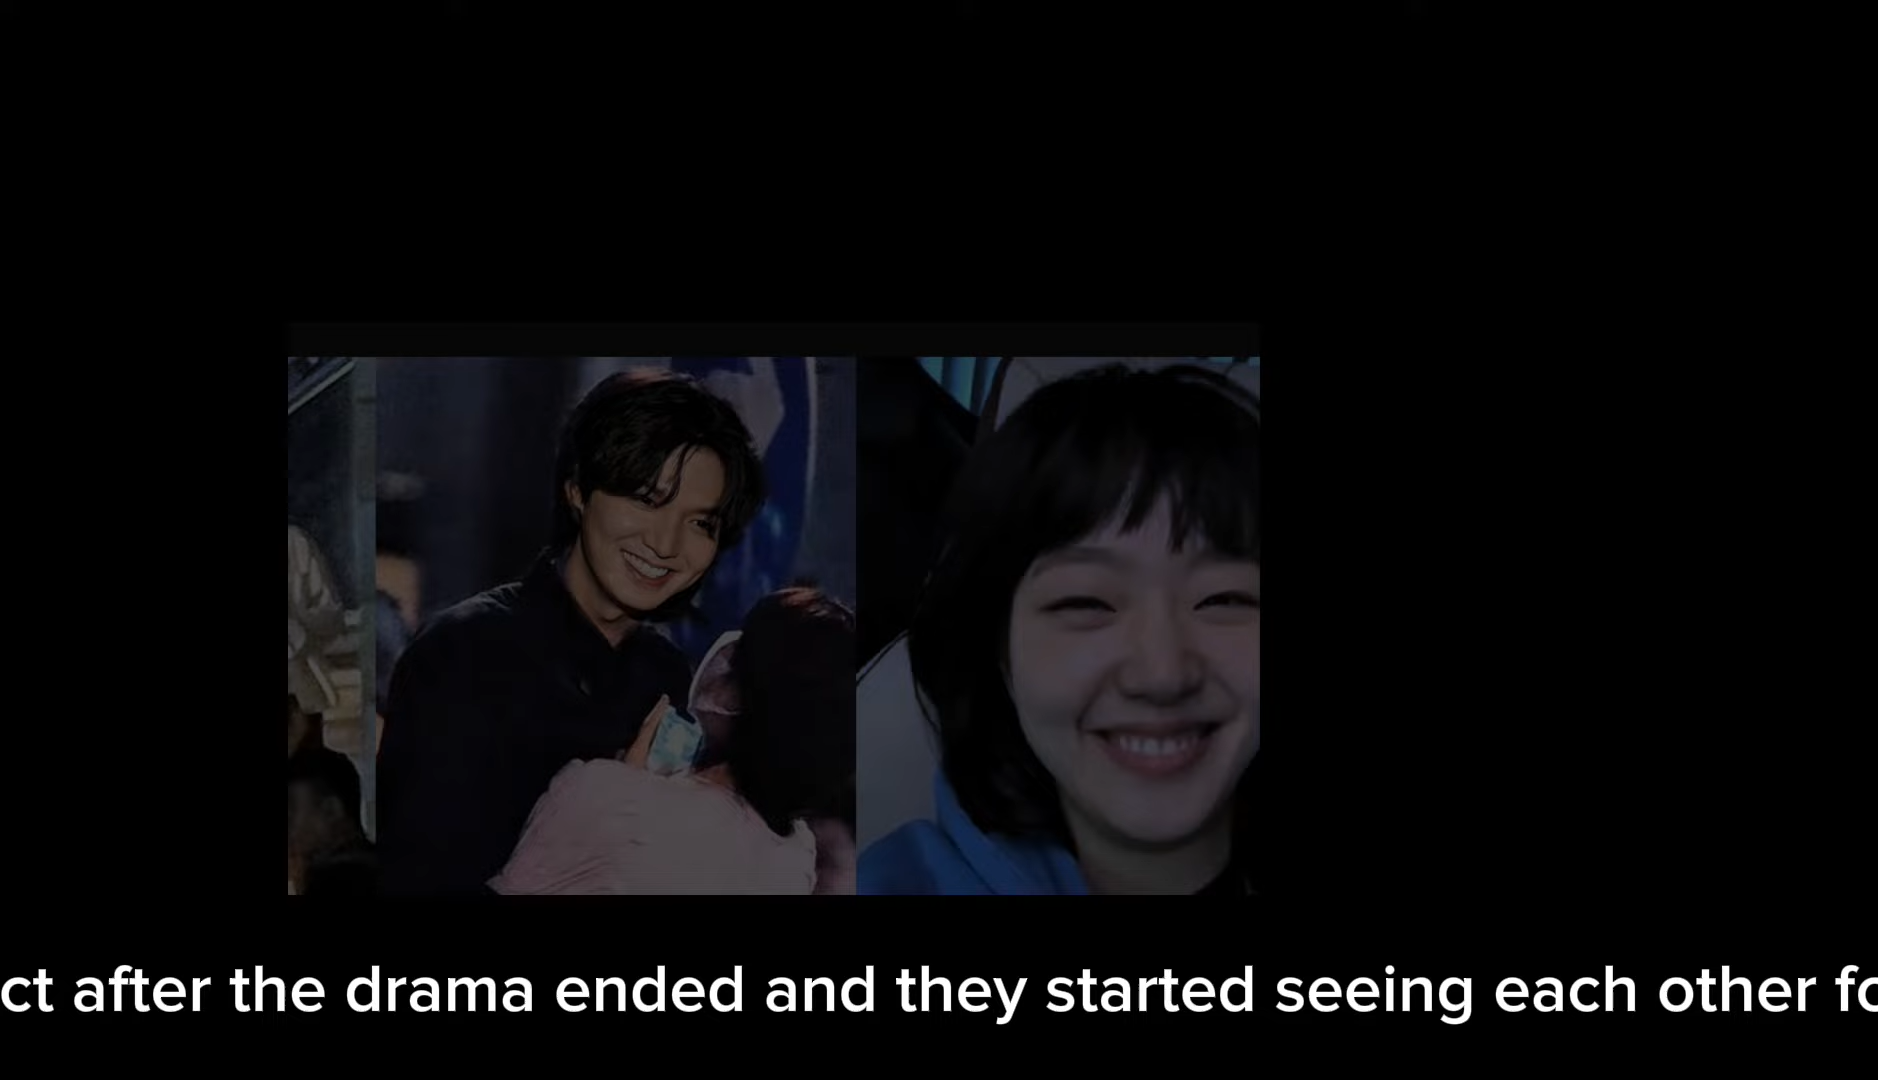 ct after the drama ended and they started seeing each other fo